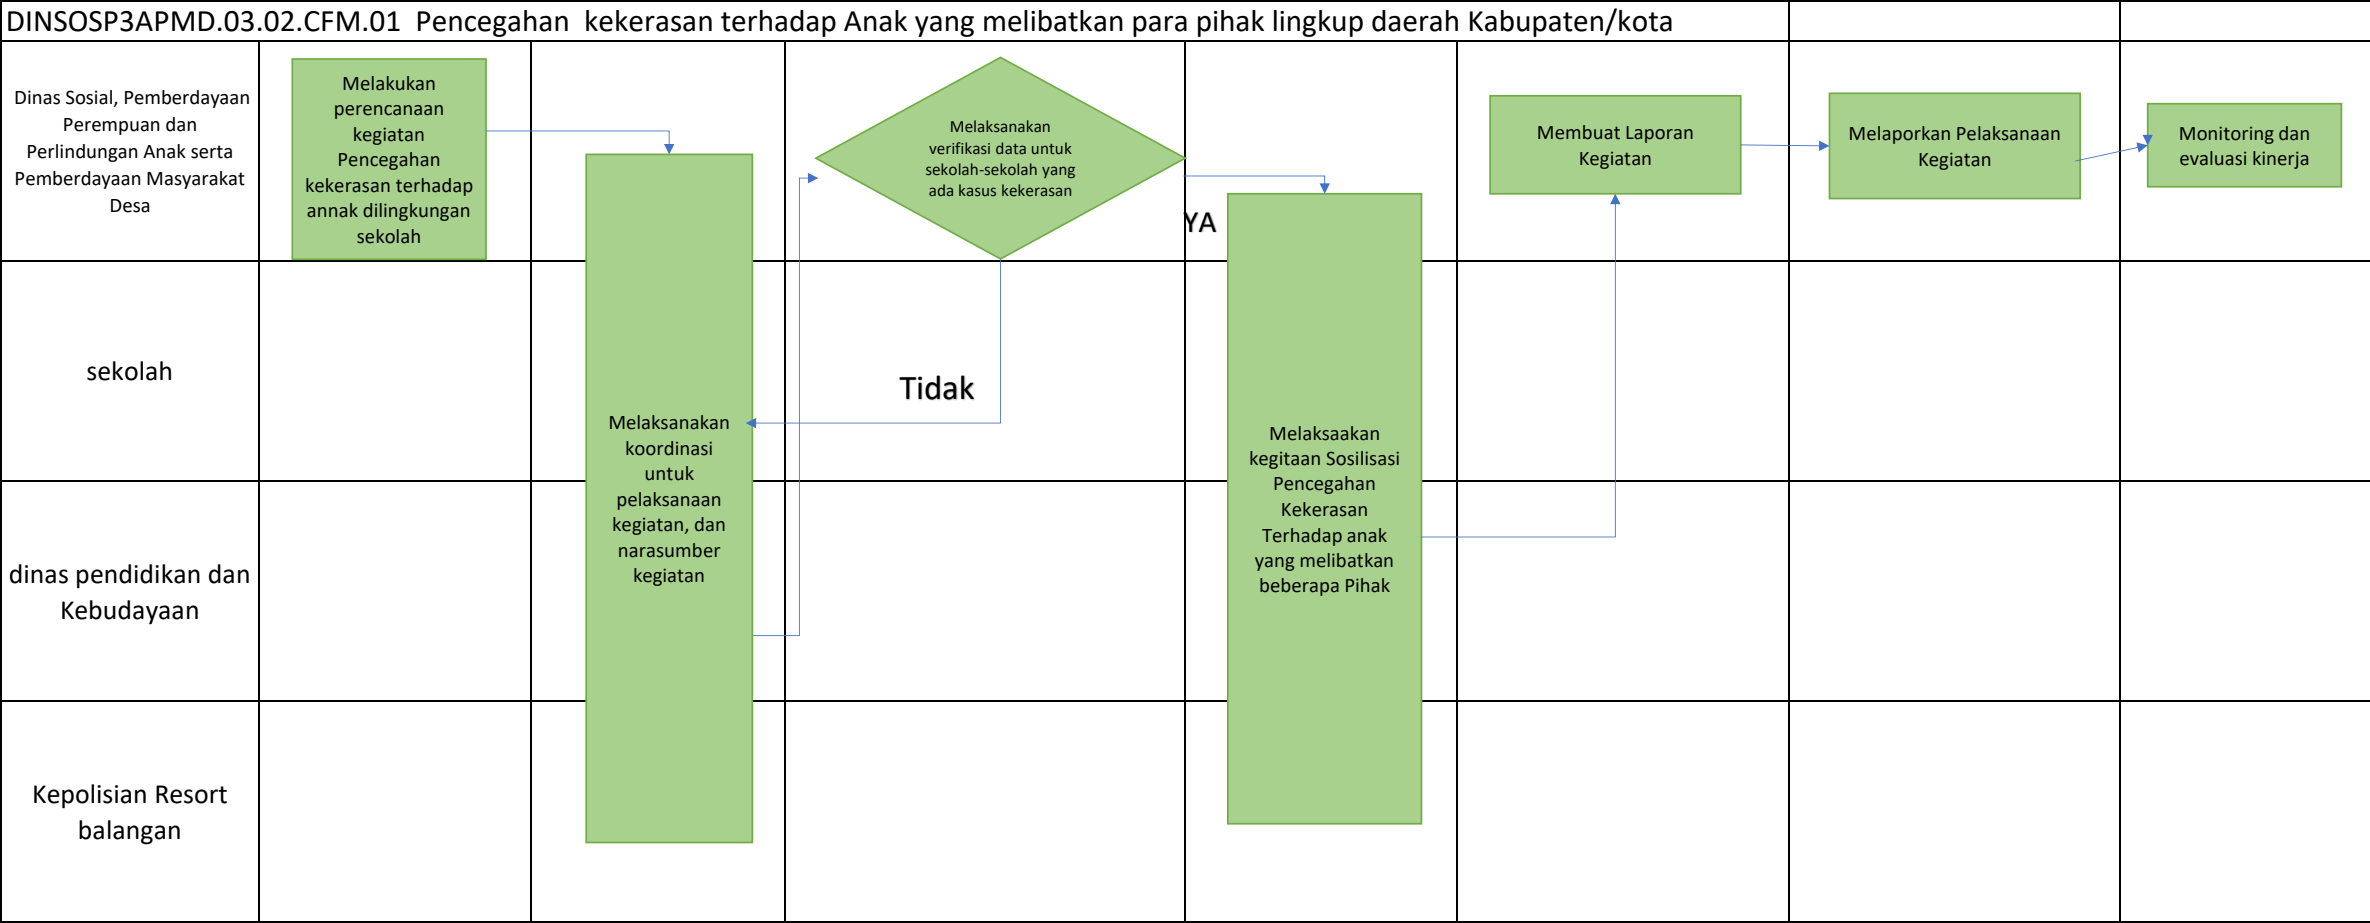 DINSOSP3APMD.03.02.CFM.01  Pencegahan  kekerasan terhadap Anak yang melibatkan para pihak lingkup daerah Kabupaten/kota
Dinas Sosial, Pemberdayaan
Perempuan dan
Perlindungan Anak serta
Pemberdayaan Masyarakat
Desa
Melakukan
perencanaan
kegiatan
Pencegahan
kekerasan terhadap
annak dilingkungan
sekolah
Melaksanakan
verifikasi data untuk
sekolah-sekolah yang
ada kasus kekerasan
YA
Membuat Laporan
Kegiatan
Melaporkan Pelaksanaan
Kegiatan
Monitoring dan
evaluasi kinerja
sekolah
Tidak
Melaksanakan
koordinasi
untuk
pelaksanaan
kegiatan, dan
narasumber
kegiatan
Melaksaakan
kegitaan Sosilisasi
Pencegahan
Kekerasan
Terhadap anak
yang melibatkan
beberapa Pihak
dinas pendidikan dan
Kebudayaan
Kepolisian Resort
balangan